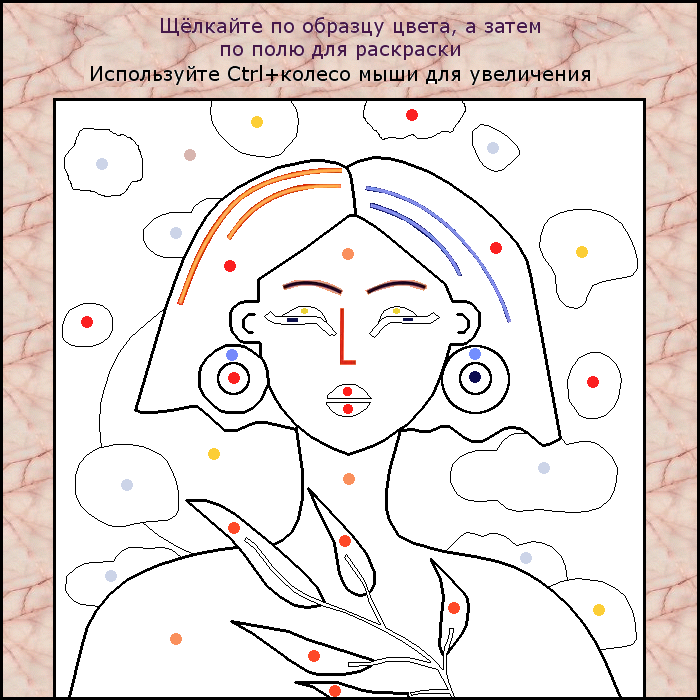 Щёлкайте по образцу цвета, а затем
по полю для раскраски
Используйте Ctrl+колесо мыши для увеличения